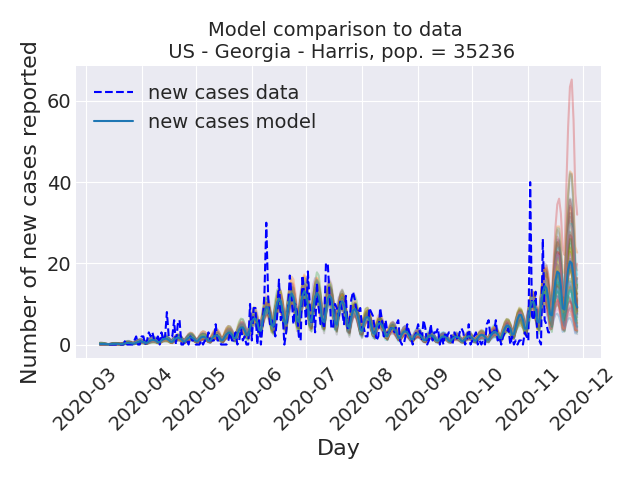 Model comparison to data
US - Georgia - Harris, pop. = 35236
Number of new cases reported
60
40
20
0
new cases data
new cases model
2020-03
2020-04
2020-05
2020-06
2020-07
2020-08
2020-09
2020-10
2020-11
2020-12
Day